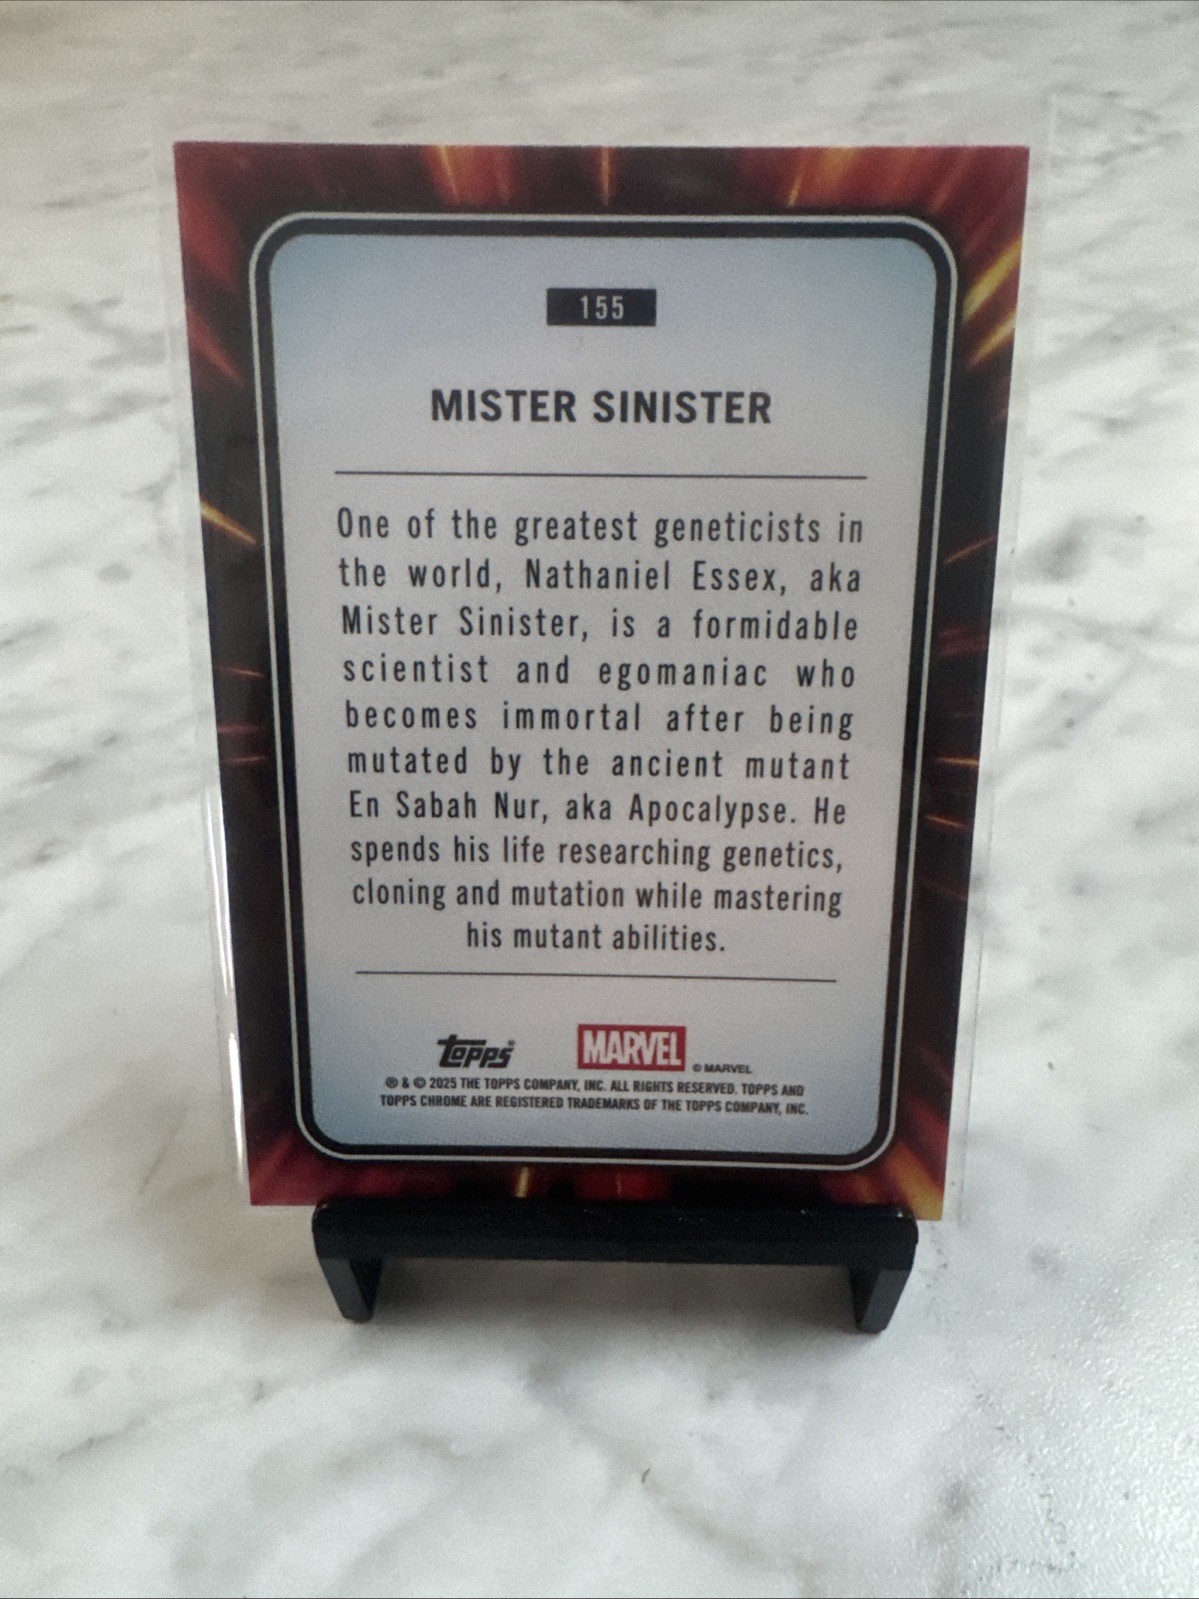 155
MISTER SINISTER
One of the greatest geneticists in
the world, Nathaniel Essex, aka
Mister Sinister, is a formidable
scientist and egomaniac who
becomes immortal after being
mutated by the ancient mutant
En Sabah Nur, aka Apocalypse. He
spends his life researching genetics,
cloning and mutation while mastering
his mutant abilities.
Topps® MARVEL © MARVEL
® & © 2025 THE TOPPS COMPANY, INC. ALL RIGHTS RESERVED. TOPPS AND
TOPPS CHROME ARE REGISTERED TRADEMARKS OF THE TOPPS COMPANY, INC.